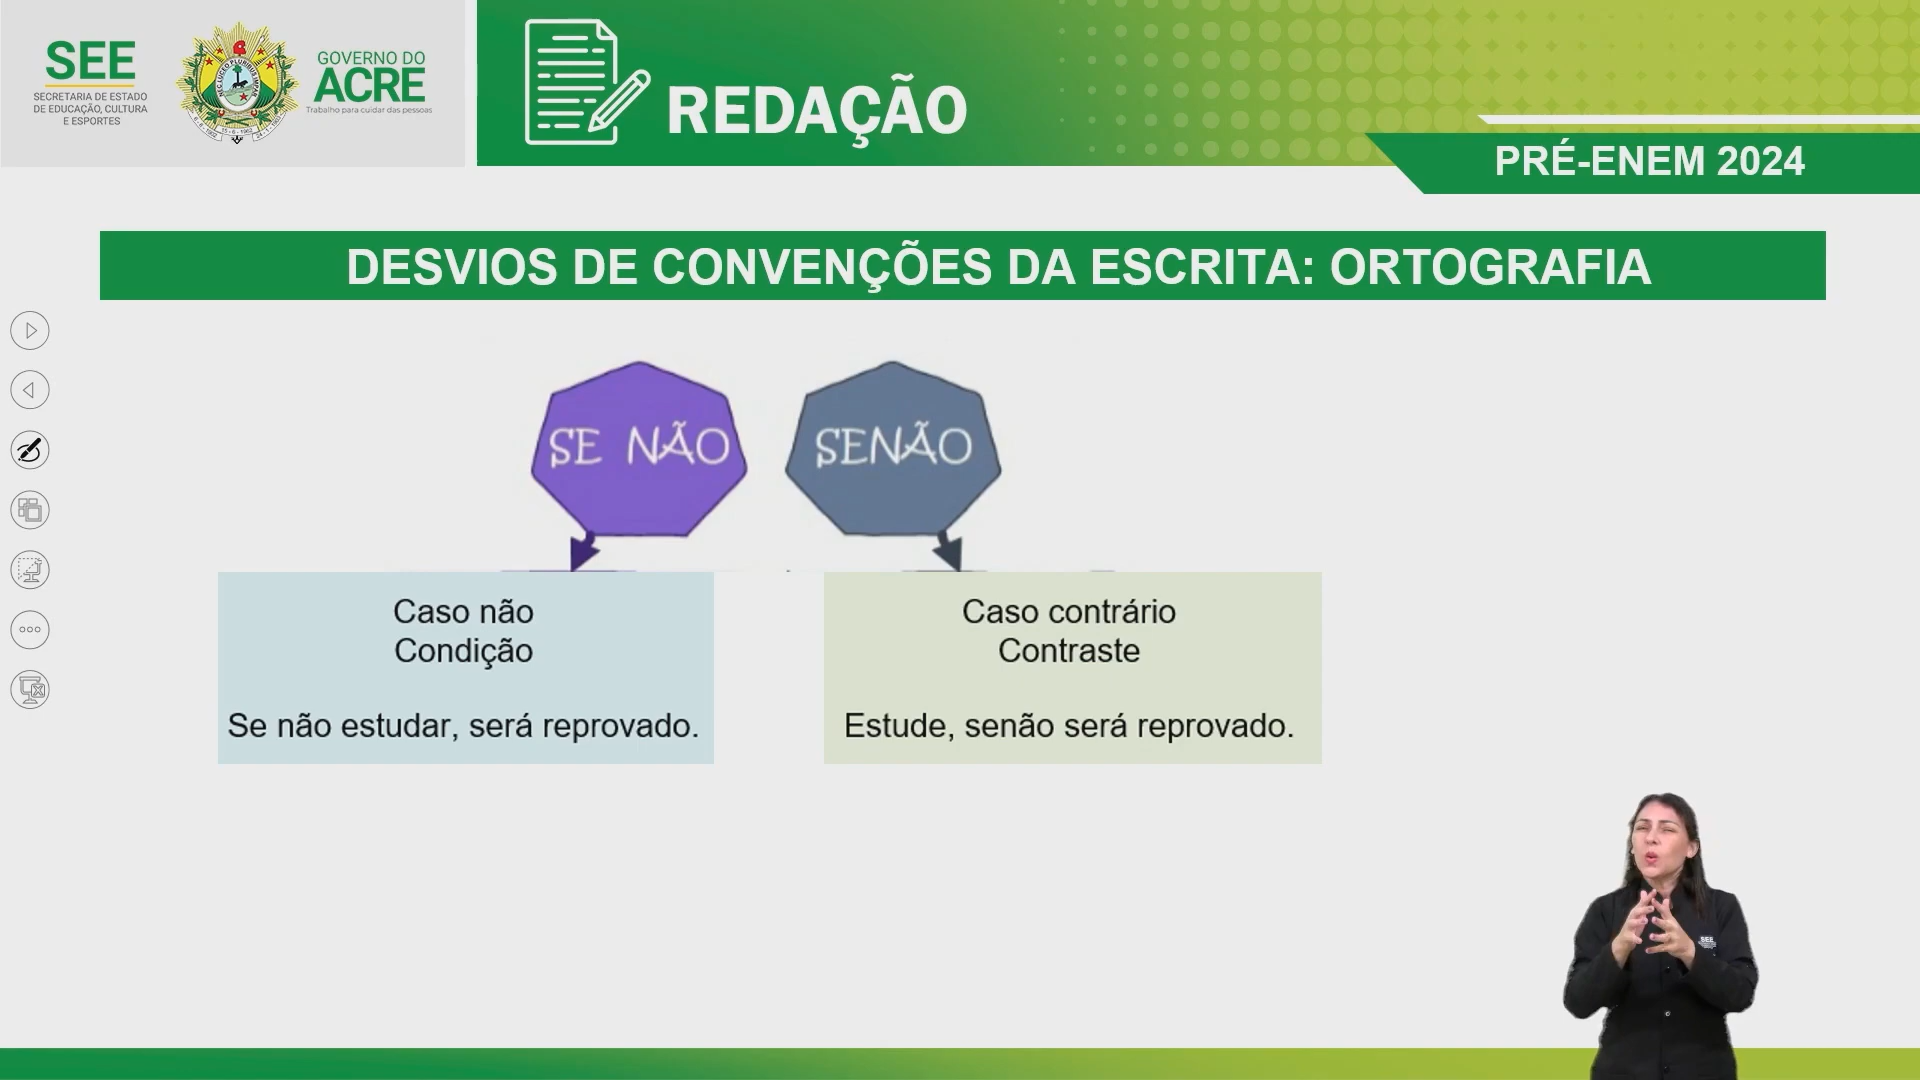 SEE
SECRETARIA DE ESTADO
DE EDUCAÇÃO, CULTURA
E ESPORTES
GOVERNO DO
ACRE
Trabalho para cuidar das pessoas
REDAÇÃO
PRÉ-ENEM 2024
DESVIOS DE CONVENÇÕES DA ESCRITA: ORTOGRAFIA
SE NÃO
SENÃO
Caso não
Condição
Se não estudar, será reprovado.
Caso contrário
Contraste
Estude, senão será reprovado.
SEE